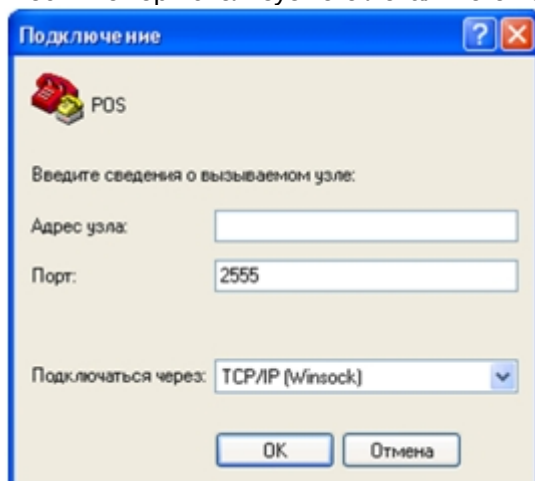 Подключение
POS
Введите сведения о вызываемом узле:
Адрес узла:
Порт: 2555
Подключаться через: TCP/IP (Winsock)
OK Отмена